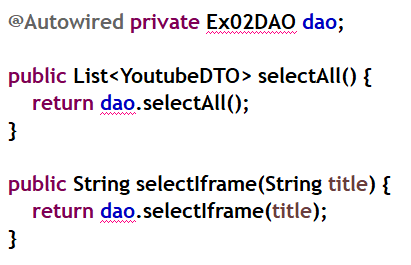 @Autowired private Ex02DAO dao;
public List<YoutubeDTO> selectAll() {
return dao.selectAll();
}
public String selectIframe(String title) {
return dao.selectIframe(title);
}